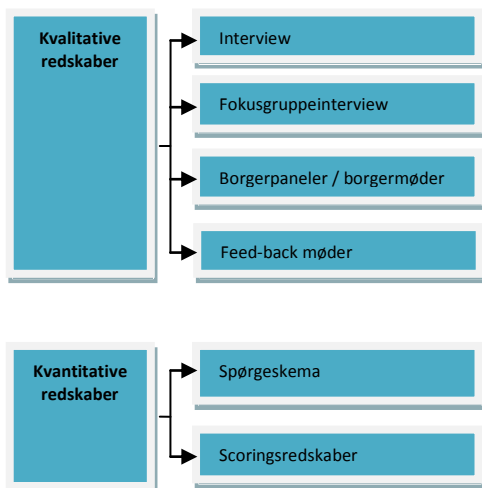 Kvalitative
redskaber
Interview
Fokusgruppeinterview
Borgerpaneler / borgermøder
Feed-back møder
Kvantitative
redskaber
Spørgeskema
Scoringsredskaber